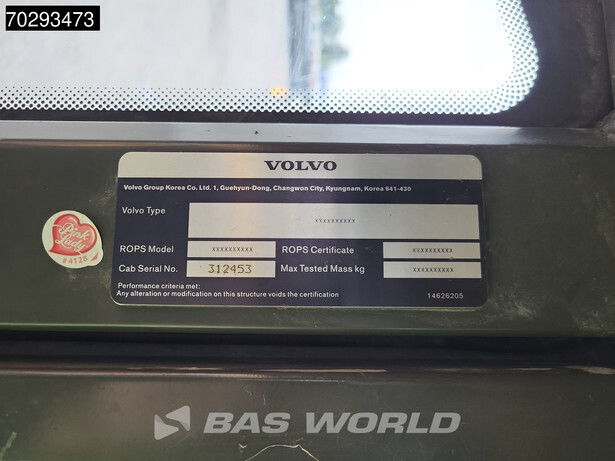 70293473
VOLVO
Volvo Group Korea Co. Ltd. 1, Guehyun-Dong, Changwon City, Kyungnam, Korea 641-430
Volvo Type xxxxxxxxxx
ROPS Model xxxxxxxxxx ROPS Certificate xxxxxxxxxx
Cab Serial No. 312453 Max Tested Mass kg xxxxxxxxxx
Performance criteria met:
Any alteration or modification on this structure voids the certification 14626205
Pink
Lady
#4128
BAS WORLD